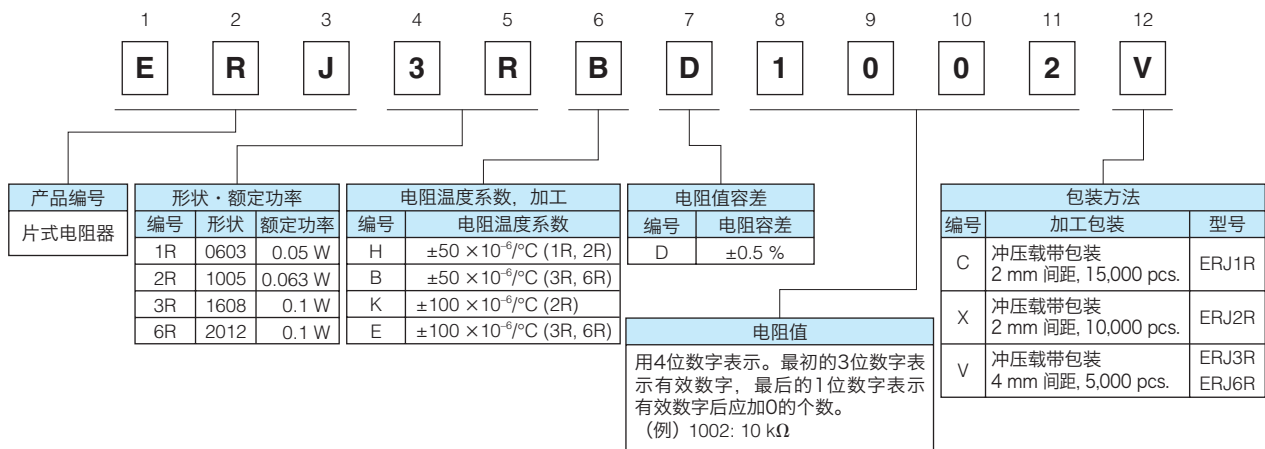 1 2 3 4 5 6 7 8 9 10 11 12
E R J 3 R B D 1 0 0 2 V
产品编号
片式电阻器
形状・额定功率
编号 形状 额定功率
1R 0603 0.05 W
2R 1005 0.063 W
3R 1608 0.1 W
6R 2012 0.1 W
电阻温度系数，加工
编号 电阻温度系数
H ±50 ×10⁻⁶/°C (1R, 2R)
B ±50 ×10⁻⁶/°C (3R, 6R)
K ±100 ×10⁻⁶/°C (2R)
E ±100 ×10⁻⁶/°C (3R, 6R)
电阻值容差
编号 电阻容差
D ±0.5 %
电阻值
用4位数字表示。最初的3位数字表
示有效数字，最后的1位数字表示
有效数字后应加0的个数。
（例）1002: 10 kΩ
包装方法
编号 加工包装 型号
C 冲压载带包装
2 mm 间距, 15,000 pcs. ERJ1R
X 冲压载带包装
2 mm 间距, 10,000 pcs. ERJ2R
V 冲压载带包装 ERJ3R
4 mm 间距, 5,000 pcs. ERJ6R